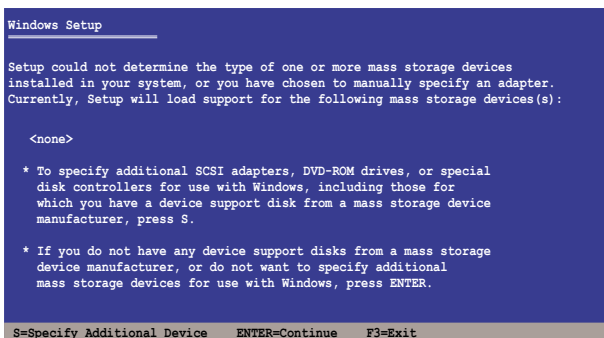 Windows Setup
Setup could not determine the type of one or more mass storage devices
installed in your system, or you have chosen to manually specify an adapter.
Currently, Setup will load support for the following mass storage devices(s):
<none>
* To specify additional SCSI adapters, DVD-ROM drives, or special
disk controllers for use with Windows, including those for
which you have a device support disk from a mass storage device
manufacturer, press S.
* If you do not have any device support disks from a mass storage
device manufacturer, or do not want to specify additional
mass storage devices for use with Windows, press ENTER.
S=Specify Additional Device ENTER=Continue F3=Exit